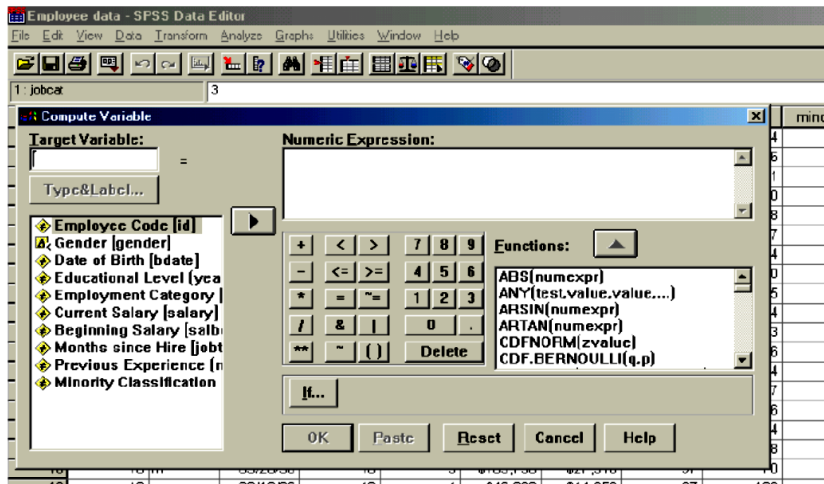 Employee data - SPSS Data Editor
File Edit View Data Transform Analyze Graphs Utilities Window Help
1 : jobcat 3
Compute Variable
Target Variable:
=
Numeric Expression:
Type&Label...
Employee Code [id]
Gender [gender]
Date of Birth [bdate]
Educational Level (yea
Employment Category [
Current Salary [salary]
Beginning Salary [salb
Months since Hire [jobt
Previous Experience (m
Minority Classification
+ < > 7 8 9
- <= >= 4 5 6
* = ~= 1 2 3
/ & | 0 .
** ~ ( ) Delete
Functions:
ABS(numexpr)
ANY(test,value,value,...)
ARSIN(numexpr)
ARTAN(numexpr)
CDFNORM(zvalue)
CDF.BERNOULLI(q,p)
If...
OK Paste Reset Cancel Help
mino